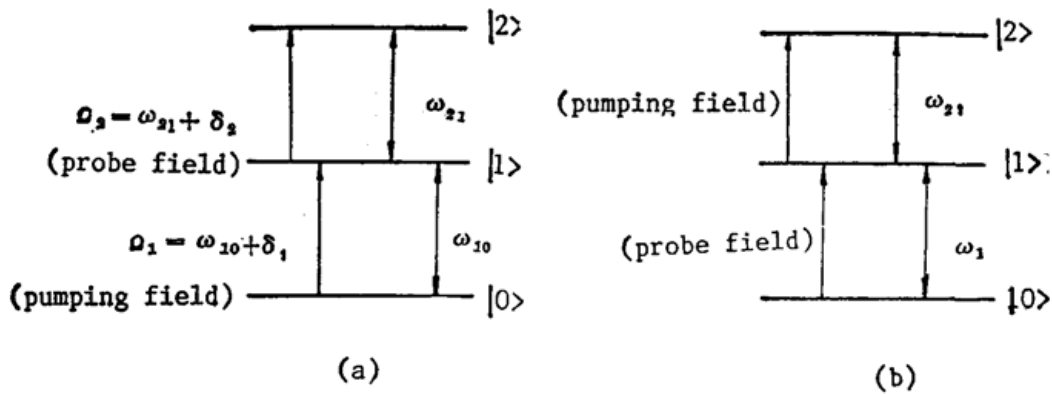 |2>
Ω₂ = ω₂₁ + δ₂
(probe field)
ω₂₁
|1>
Ω₁ = ω₁₀+δ₁
(pumping field)
ω₁₀
|0>
(a)
|2>
(pumping field)
ω₂₁
|1>
(probe field)
ω₁
|0>
(b)